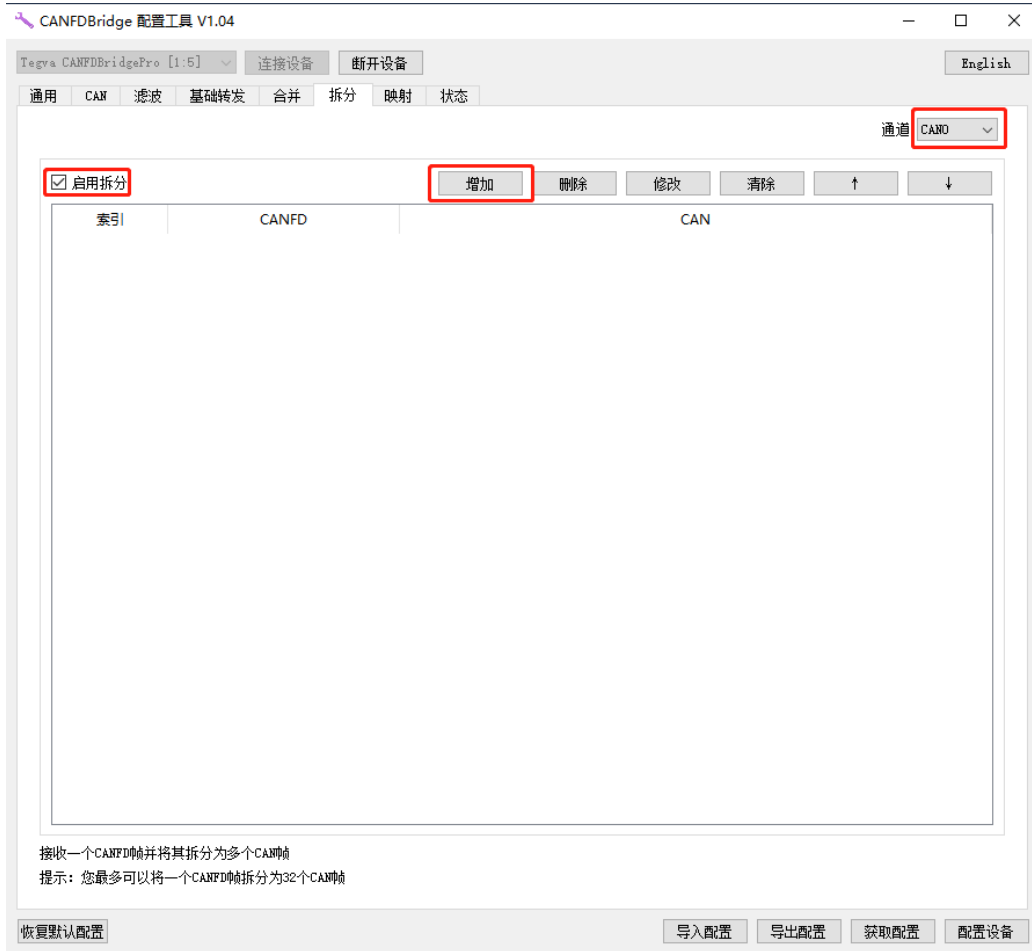 CANFDBridge 配置工具 V1.04
Tegva CANFDBridgePro [1:5] 连接设备 断开设备 English
通用 CAN 滤波 基础转发 合并 拆分 映射 状态
通道 CAN0
启用拆分 增加 删除 修改 清除 ↑ ↓
索引 CANFD CAN
接收一个CANFD帧并将其拆分为多个CAN帧
提示：您最多可以将一个CANFD帧拆分为32个CAN帧
恢复默认配置 导入配置 导出配置 获取配置 配置设备